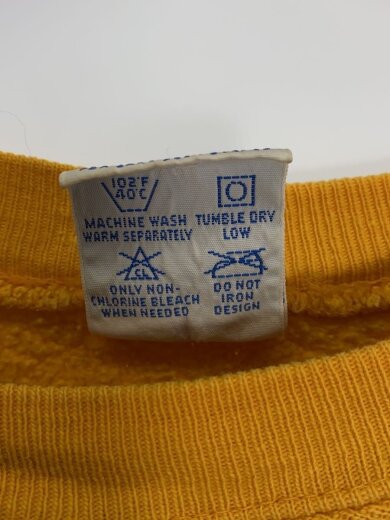 102°F
40°C
MACHINE WASH
WARM SEPARATELY
TUMBLE DRY
LOW
CL
ONLY NON-
CHLORINE BLEACH
WHEN NEEDED
DO NOT
IRON
DESIGN